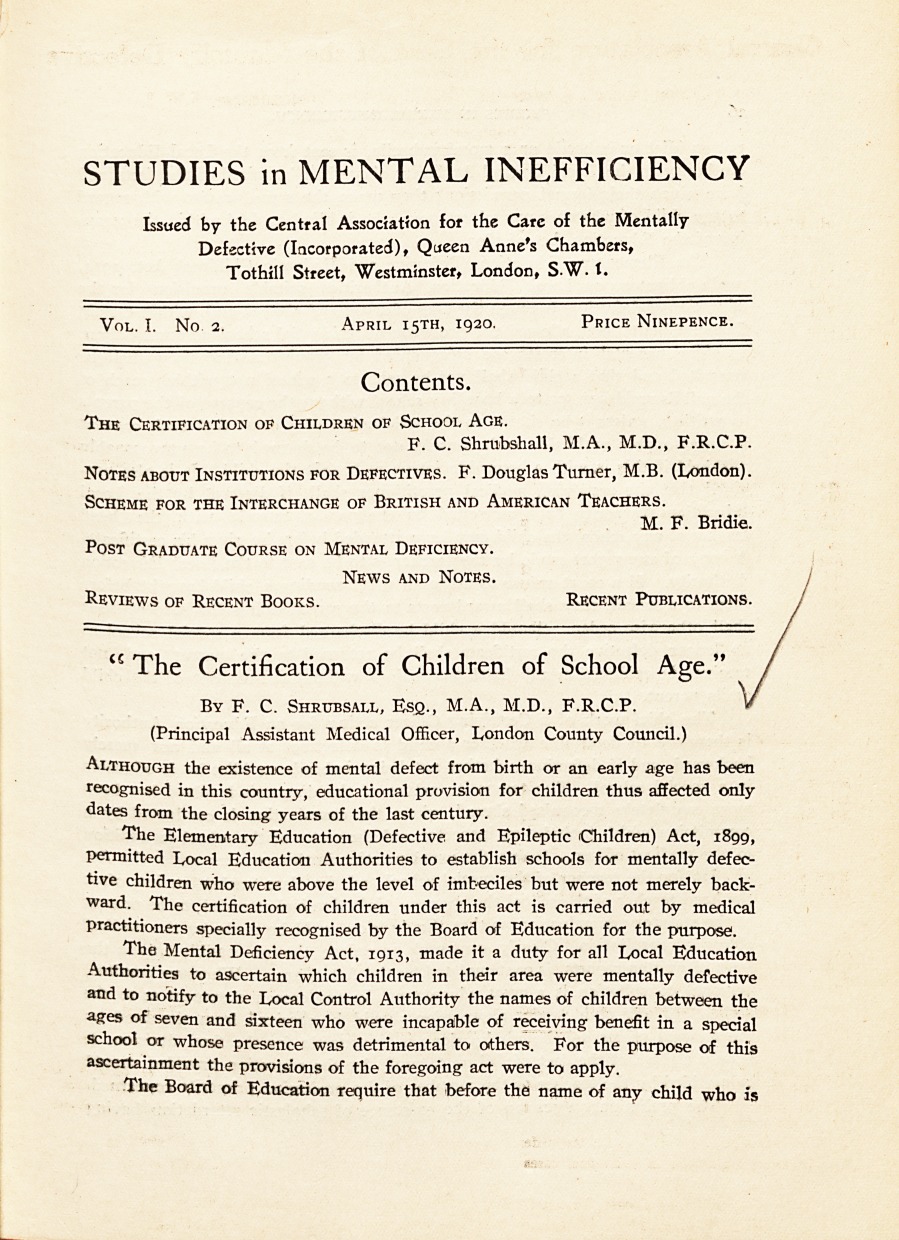 STUDIES in MENTAL INEFFICIENCY
Issued by the Central Association for the Care of the Mentally
Defective (Incorporated), Queen Anne's Chambers,
Tothill Street, Westminster, London, S.W. 1.
VOL. I. NO. 2. APRIL 15TH, 1920. PRICE NINEPENCE.
Contents.
THE CERTIFICATION OF CHILDREN OF SCHOOL AGE.
F. C. Shrubshall, M.A., M.D., F.R.C.P.
NOTES ABOUT INSTITUTIONS FOR DEFECTIVES. F. Douglas Turner, M.B. (London).
SCHEME FOR THE INTERCHANGE OF BRITISH AND AMERICAN TEACHERS.
M. F. Bridie.
POST GRADUATE COURSE ON MENTAL DEFICIENCY.
NEWS AND NOTES.
REVIEWS OF RECENT BOOKS. RECENT PUBLICATIONS.
"The Certification of Children of School Age."
BY F. C. SHRUBSALL, ESQ., M.A., M.D., F.R.C.P.
(Principal Assistant Medical Officer, London County Council.)
ALTHOUGH the existence of mental defect from birth or an early age has been
recognised in this country, educational provision for children thus affected only
dates from the closing years of the last century.
The Elementary Education (Defective and Epileptic Children) Act, 1899,
permitted Local Education Authorities to establish schools for mentally defec-
tive children who were above the level of imbeciles but were not merely back-
ward. The certification of children under this act is carried out by medical
practitioners specially recognised by the Board of Education for the purpose.
The Mental Deficiency Act, 1913, made it a duty for all Local Education
Authorities to ascertain which children in their area were mentally defective
and to notify to the Local Control Authority the names of children between the
ages of seven and sixteen who were incapable of receiving benefit in a special
school or whose presence was detrimental to others. For the purpose of this
ascertainment the provisions of the foregoing act were to apply.
The Board of Education require that before the name of any child who is